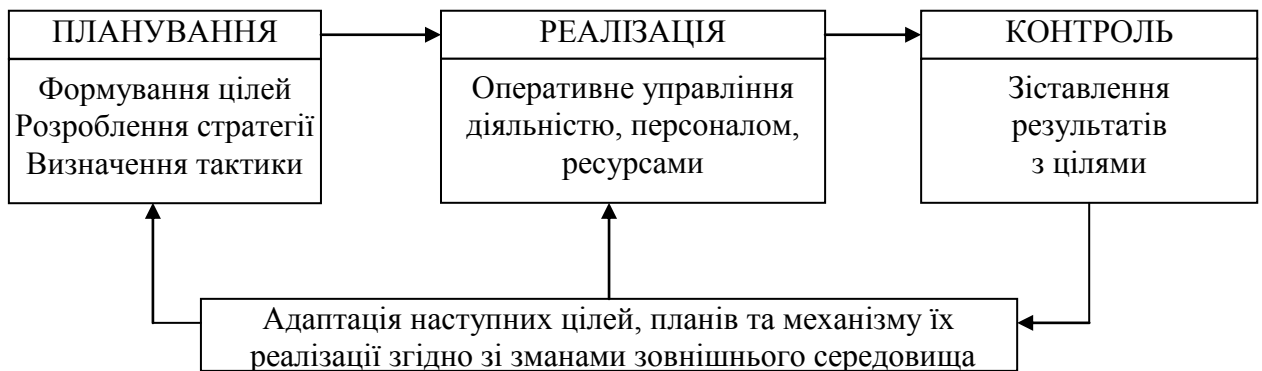 ПЛАНУВАННЯ
Формування цілей
Розроблення стратегії
Визначення тактики
РЕАЛІЗАЦІЯ
Оперативне управління
діяльністю, персоналом,
ресурсами
КОНТРОЛЬ
Зіставлення
результатів
з цілями
Адаптація наступних цілей, планів та механізму їх
реалізації згідно зі зманами зовнішнього середовища